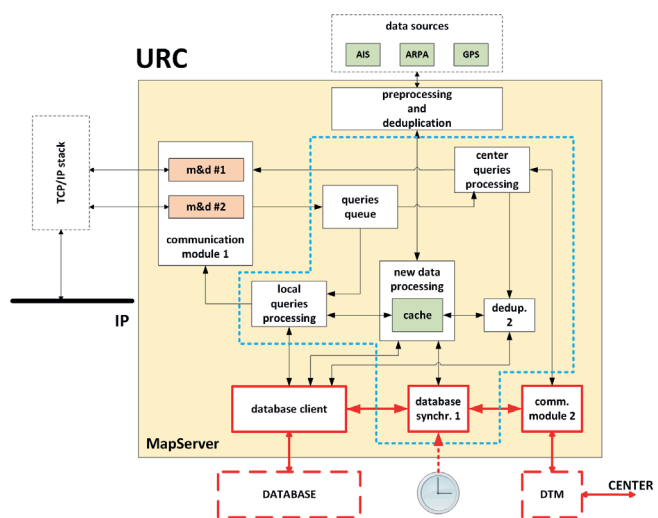 data sources
AIS
ARPA
GPS
URC
preprocessing
and
deduplication
TCP/IP stack
m&d #1
m&d #2
communication
module 1
center
queries
processing
queries
queue
new data
processing
cache
local
queries
processing
dedup.
2
IP
database client
database
synchr. 1
comm.
module 2
MapServer
DATABASE
DTM
CENTER